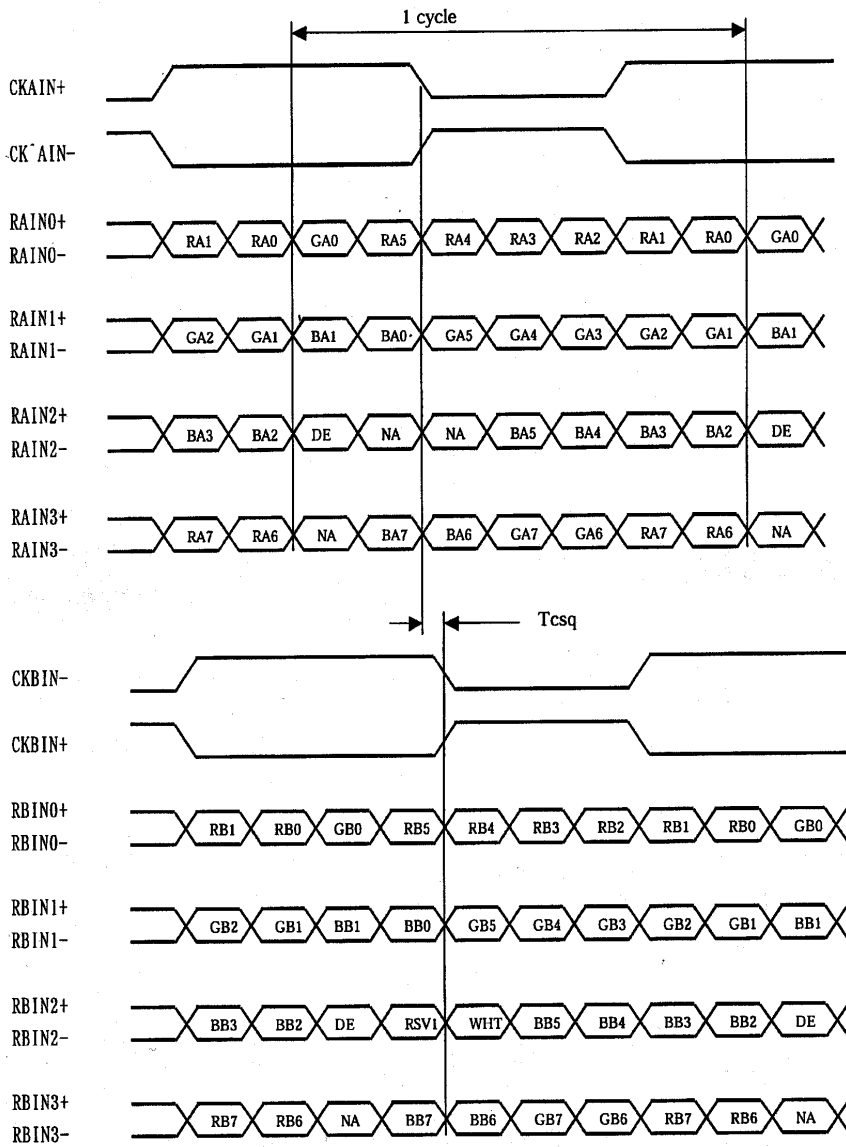 1 cycle
CKAIN+
CK^AIN-
RAIN0+
RA1 RA0 GA0 RA5 RA4 RA3 RA2 RA1 RA0 GA0
RAIN0-
RAIN1+
GA2 GA1 BA1 BA0 GA5 GA4 GA3 GA2 GA1 BA1
RAIN1-
RAIN2+
BA3 BA2 DE NA NA BA5 BA4 BA3 BA2 DE
RAIN2-
RAIN3+
RA7 RA6 NA BA7 BA6 GA7 GA6 RA7 RA6 NA
RAIN3-
Tcsq
CKBIN-
CKBIN+
RBIN0+
RB1 RB0 GB0 RB5 RB4 RB3 RB2 RB1 RB0 GB0
RBIN0-
RBIN1+
GB2 GB1 BB1 BB0 GB5 GB4 GB3 GB2 GB1 BB1
RBIN1-
RBIN2+
BB3 BB2 DE RSV1 WHT BB5 BB4 BB3 BB2 DE
RBIN2-
RBIN3+
RB7 RB6 NA BB7 BB6 GB7 GB6 RB7 RB6 NA
RBIN3-